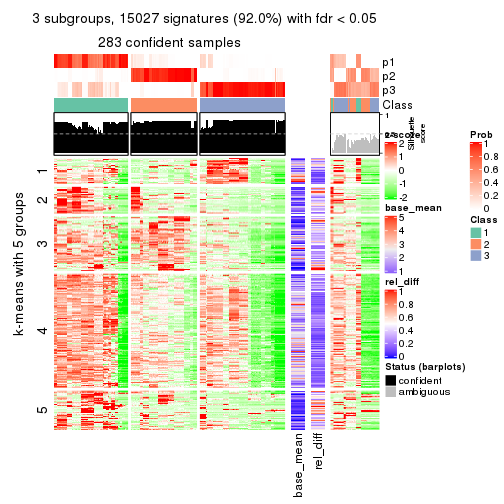 3 subgroups, 15027 signatures (92.0%) with fdr < 0.05
283 confident samples
p1
p2
p3
Class
1
Silhouette
score
k-means with 5 groups
1
2
3
4
5
base_mean
rel_diff
z-score
2
1
0
-1
-2
base_mean
5
4
3
2
1
rel_diff
1
0.8
0.6
0.4
0.2
0
Status (barplots)
confident
ambiguous
Prob
1
0.8
0.6
0.4
0.2
0
Class
1
2
3